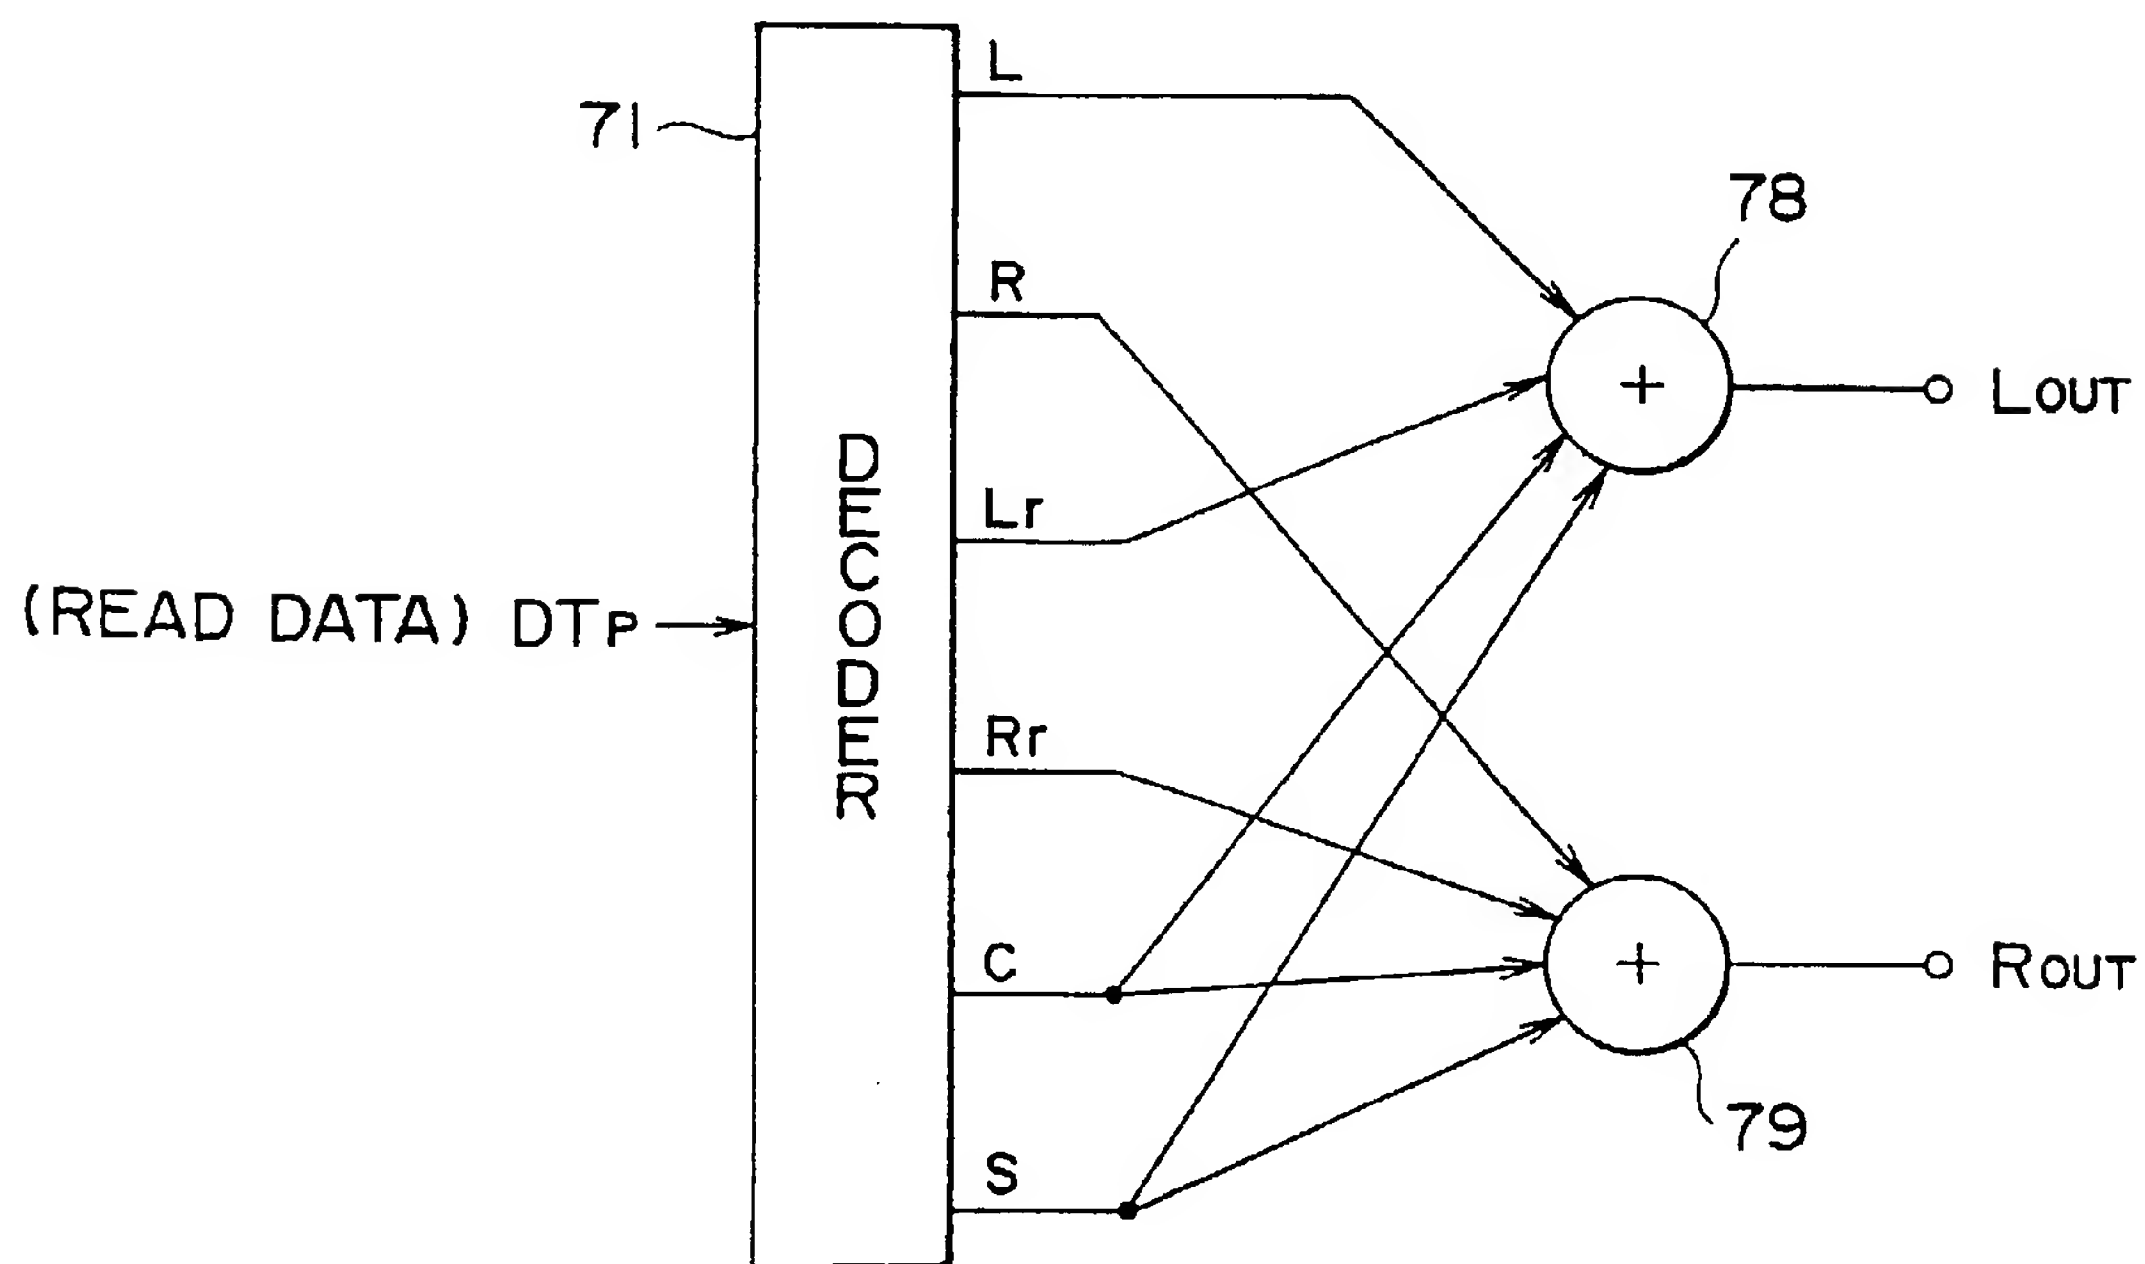 71
(READ DATA) DTP
DECODER
L
R
Lr
Rr
C
S
78
+
LOUT
+
ROUT
79